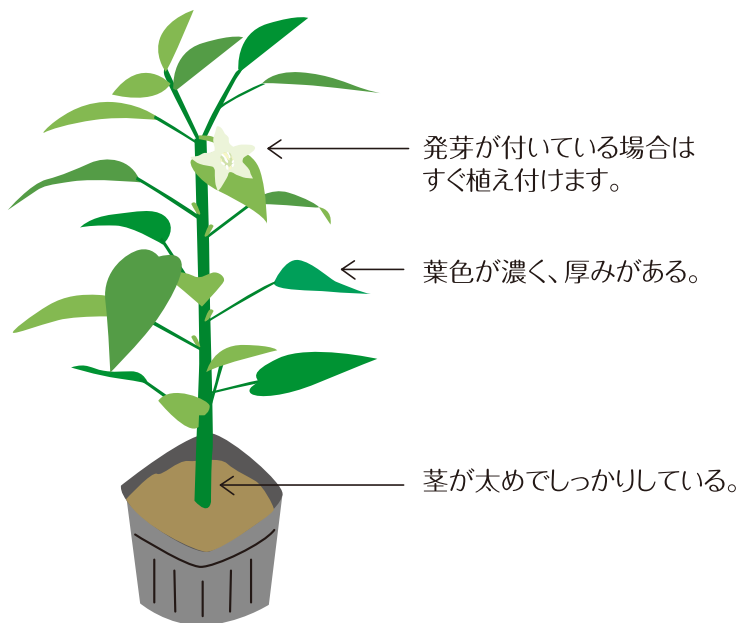 発芽が付いている場合は
すぐ植え付けます。
葉色が濃く、厚みがある。
茎が太めでしっかりしている。